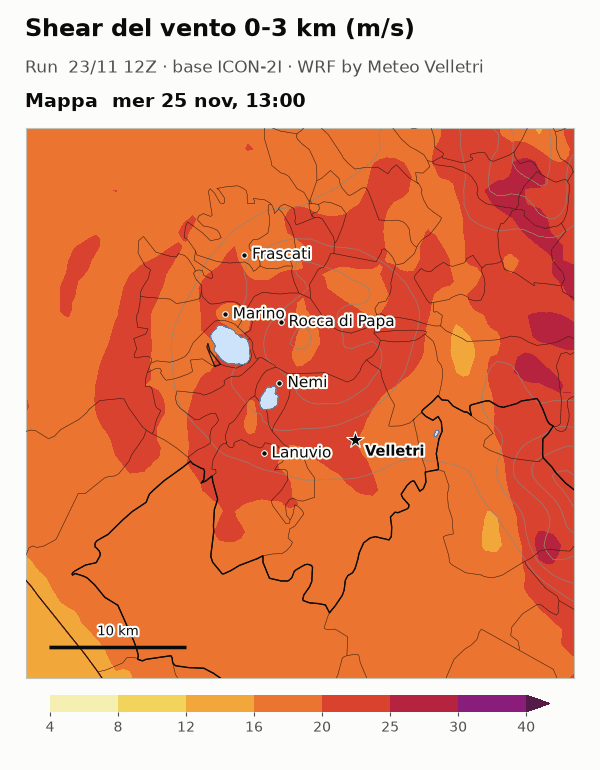 Shear del vento 0-3 km (m/s)
Run  23/11 12Z · base ICON-2I · WRF by Meteo Velletri
Mappa  mer 25 nov, 13:00
Frascati
Marino
Rocca di Papa
Nemi
Velletri
Lanuvio
10 km
4 8 12 16 20 25 30 40